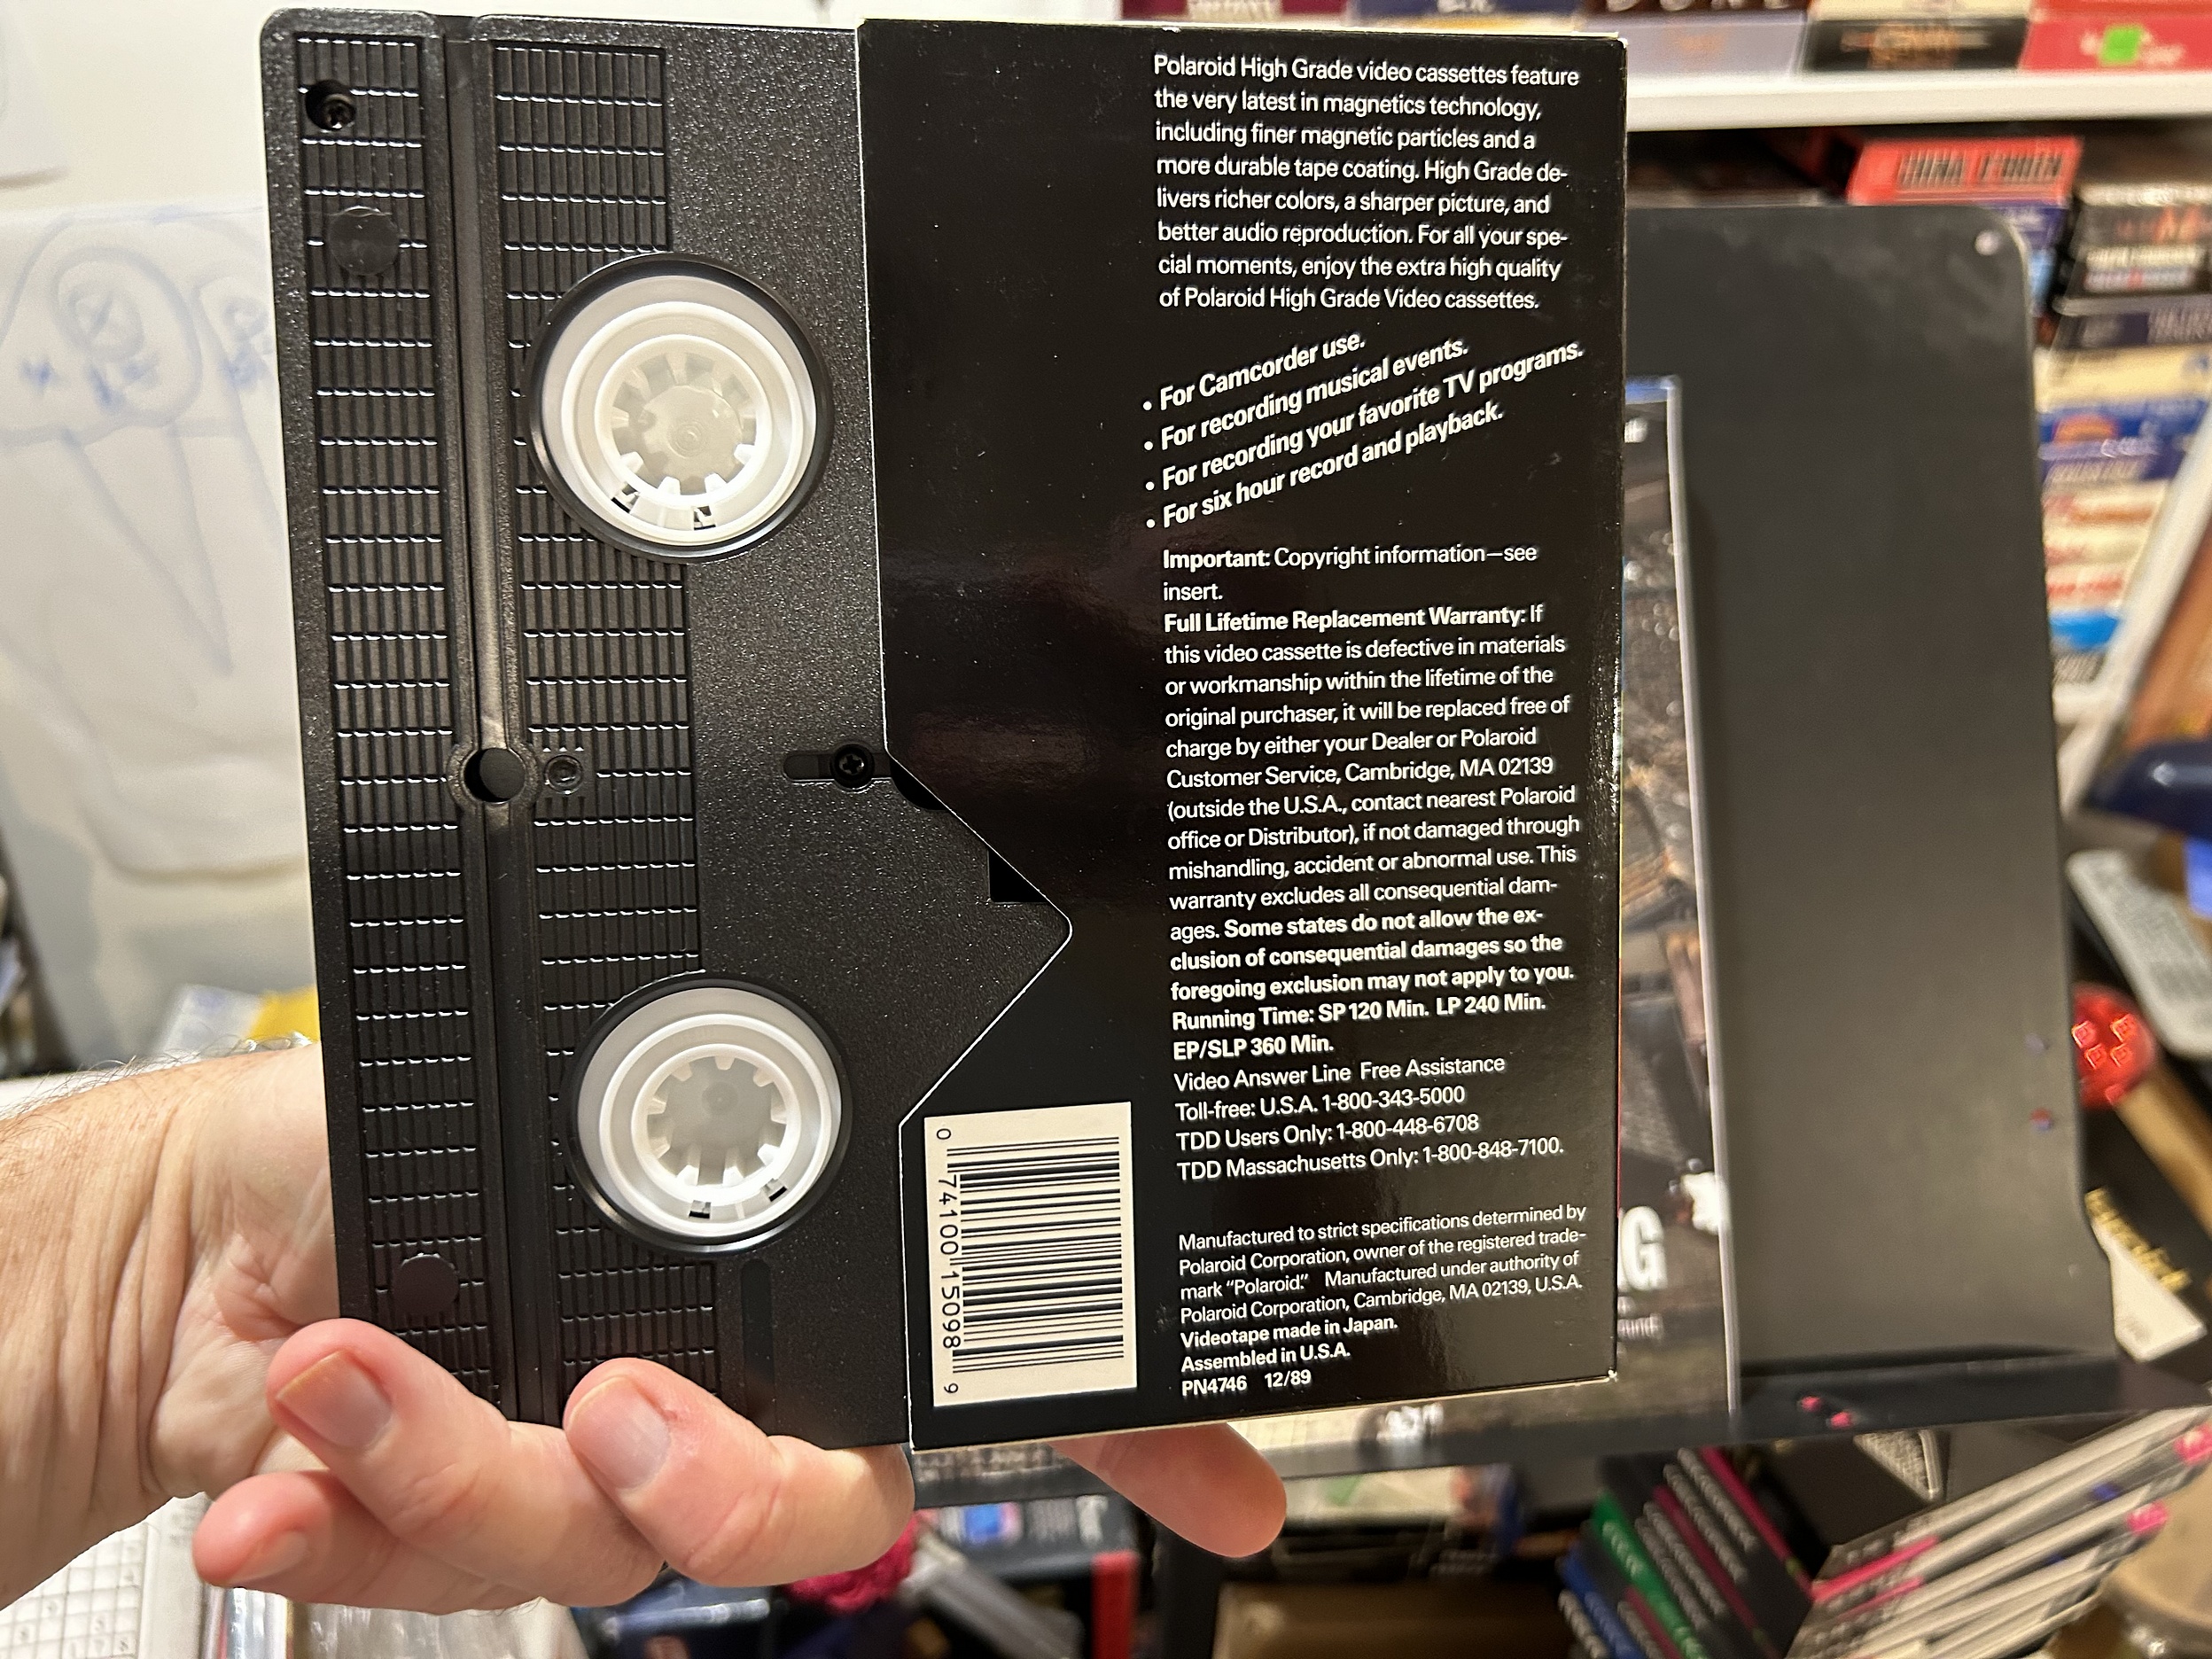 Polaroid High Grade video cassettes feature
the very latest in magnetics technology,
including finer magnetic particles and a
more durable tape coating. High Grade de-
livers richer colors, a sharper picture, and
better audio reproduction. For all your spe-
cial moments, enjoy the extra high quality
of Polaroid High Grade Video cassettes.
• For Camcorder use.
• For recording musical events.
• For recording your favorite TV programs.
• For six hour record and playback.
Important: Copyright information—see
insert.
Full Lifetime Replacement Warranty: If
this video cassette is defective in materials
or workmanship within the lifetime of the
original purchaser, it will be replaced free of
charge by either your Dealer or Polaroid
Customer Service, Cambridge, MA 02139
(outside the U.S.A., contact nearest Polaroid
office or Distributor), if not damaged through
mishandling, accident or abnormal use. This
warranty excludes all consequential dam-
ages. Some states do not allow the ex-
clusion of consequential damages so the
foregoing exclusion may not apply to you.
Running Time: SP 120 Min. LP 240 Min.
EP/SLP 360 Min.
Video Answer Line Free Assistance
Toll-free: U.S.A. 1-800-343-5000
TDD Users Only: 1-800-448-6708
TDD Massachusetts Only: 1-800-848-7100.
0 74100 15098 9
Manufactured to strict specifications determined by
Polaroid Corporation, owner of the registered trade-
mark "Polaroid." Manufactured under authority of
Polaroid Corporation, Cambridge, MA 02139, U.S.A.
Videotape made in Japan.
Assembled in U.S.A.
PN4746 12/89